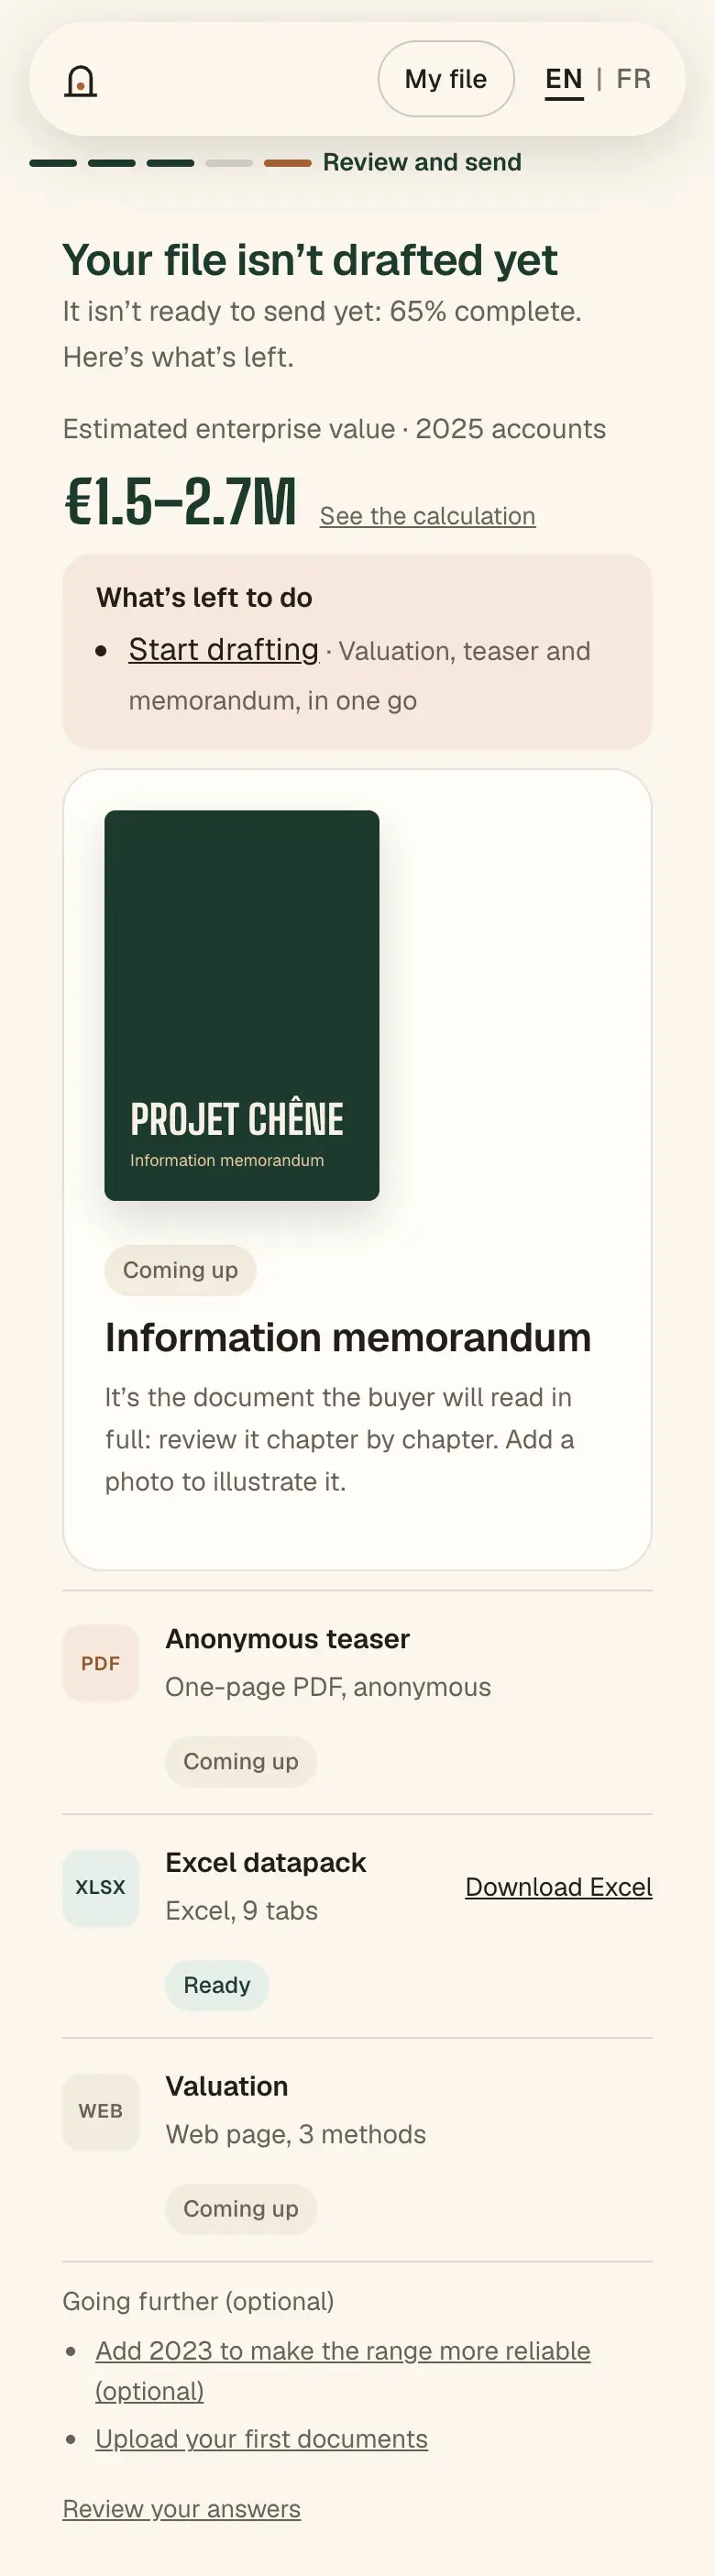 My file
EN | FR
Review and send
Your file isn’t drafted yet
It isn’t ready to send yet: 65% complete.
Here’s what’s left.
Estimated enterprise value · 2025 accounts
€1.5–2.7M See the calculation
What’s left to do
• Start drafting · Valuation, teaser and
memorandum, in one go
PROJET CHÊNE
Information memorandum
Coming up
Information memorandum
It’s the document the buyer will read in
full: review it chapter by chapter. Add a
photo to illustrate it.
PDF
Anonymous teaser
One-page PDF, anonymous
Coming up
XLSX
Excel datapack
Excel, 9 tabs
Download Excel
Ready
WEB
Valuation
Web page, 3 methods
Coming up
Going further (optional)
• Add 2023 to make the range more reliable
(optional)
• Upload your first documents
Review your answers